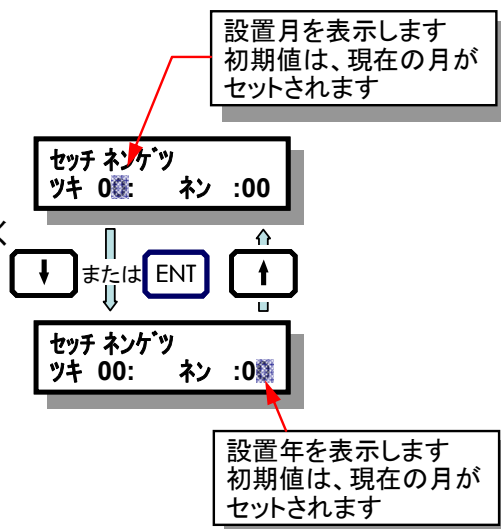 設置月を表示します
初期値は、現在の月が
セットされます
セッチ ネンゲツ
ツキ 00: ネン :00
↓ または ENT ↑
セッチ ネンゲツ
ツキ 00: ネン :00
設置年を表示します
初期値は、現在の月が
セットされます